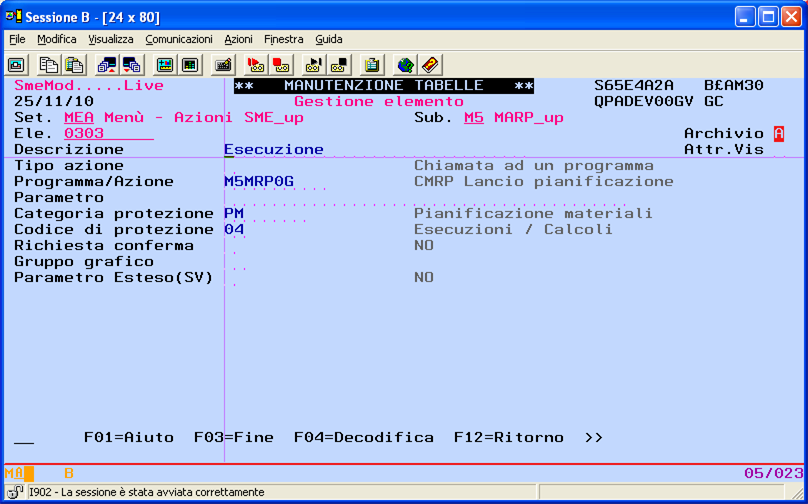 Sessione B - [24 x 80]
File Modifica Visualizza Comunicazioni Azioni Finestra Guida
SmeMod.....Live ** MANUTENZIONE TABELLE ** S65E4A2A B£AM30
25/11/10 Gestione elemento QPADEV00GV GC
Set. MEA Menù - Azioni SME_up Sub. M5 MARP_up
Ele. 0303 Archivio A
Descrizione Esecuzione Attr.Vis
Tipo azione Chiamata ad un programma
Programma/Azione M5MRP0G CMRP Lancio pianificazione
Parametro
Categoria protezione PM Pianificazione materiali
Codice di protezione 04 Esecuzioni / Calcoli
Richiesta conferma NO
Gruppo grafico
Parametro Esteso(SV) NO
F01=Aiuto F03=Fine F04=Decodifica F12=Ritorno >>
MA B 05/023
I902 - La sessione è stata avviata correttamente